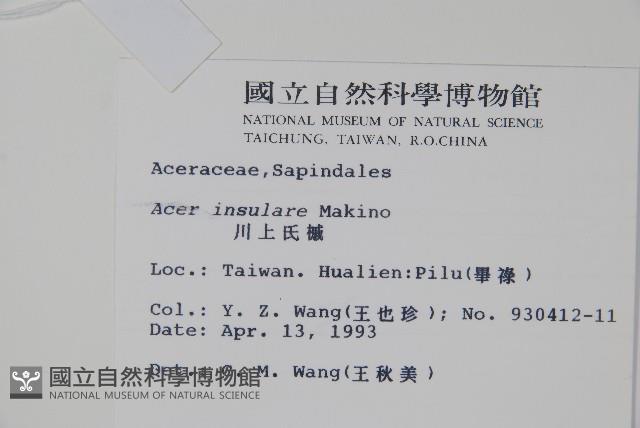 國立自然科學博物館
NATIONAL MUSEUM OF NATURAL SCIENCE
TAICHUNG, TAIWAN, R.O.CHINA
Aceraceae,Sapindales
Acer insulare Makino
川上氏槭
Loc.: Taiwan. Hualien:Pilu(畢祿)
Col.: Y. Z. Wang(王也珍); No. 930412-11
Date: Apr. 13, 1993
Det.: C. M. Wang(王秋美)
國立自然科學博物館
NATIONAL MUSEUM OF NATURAL SCIENCE